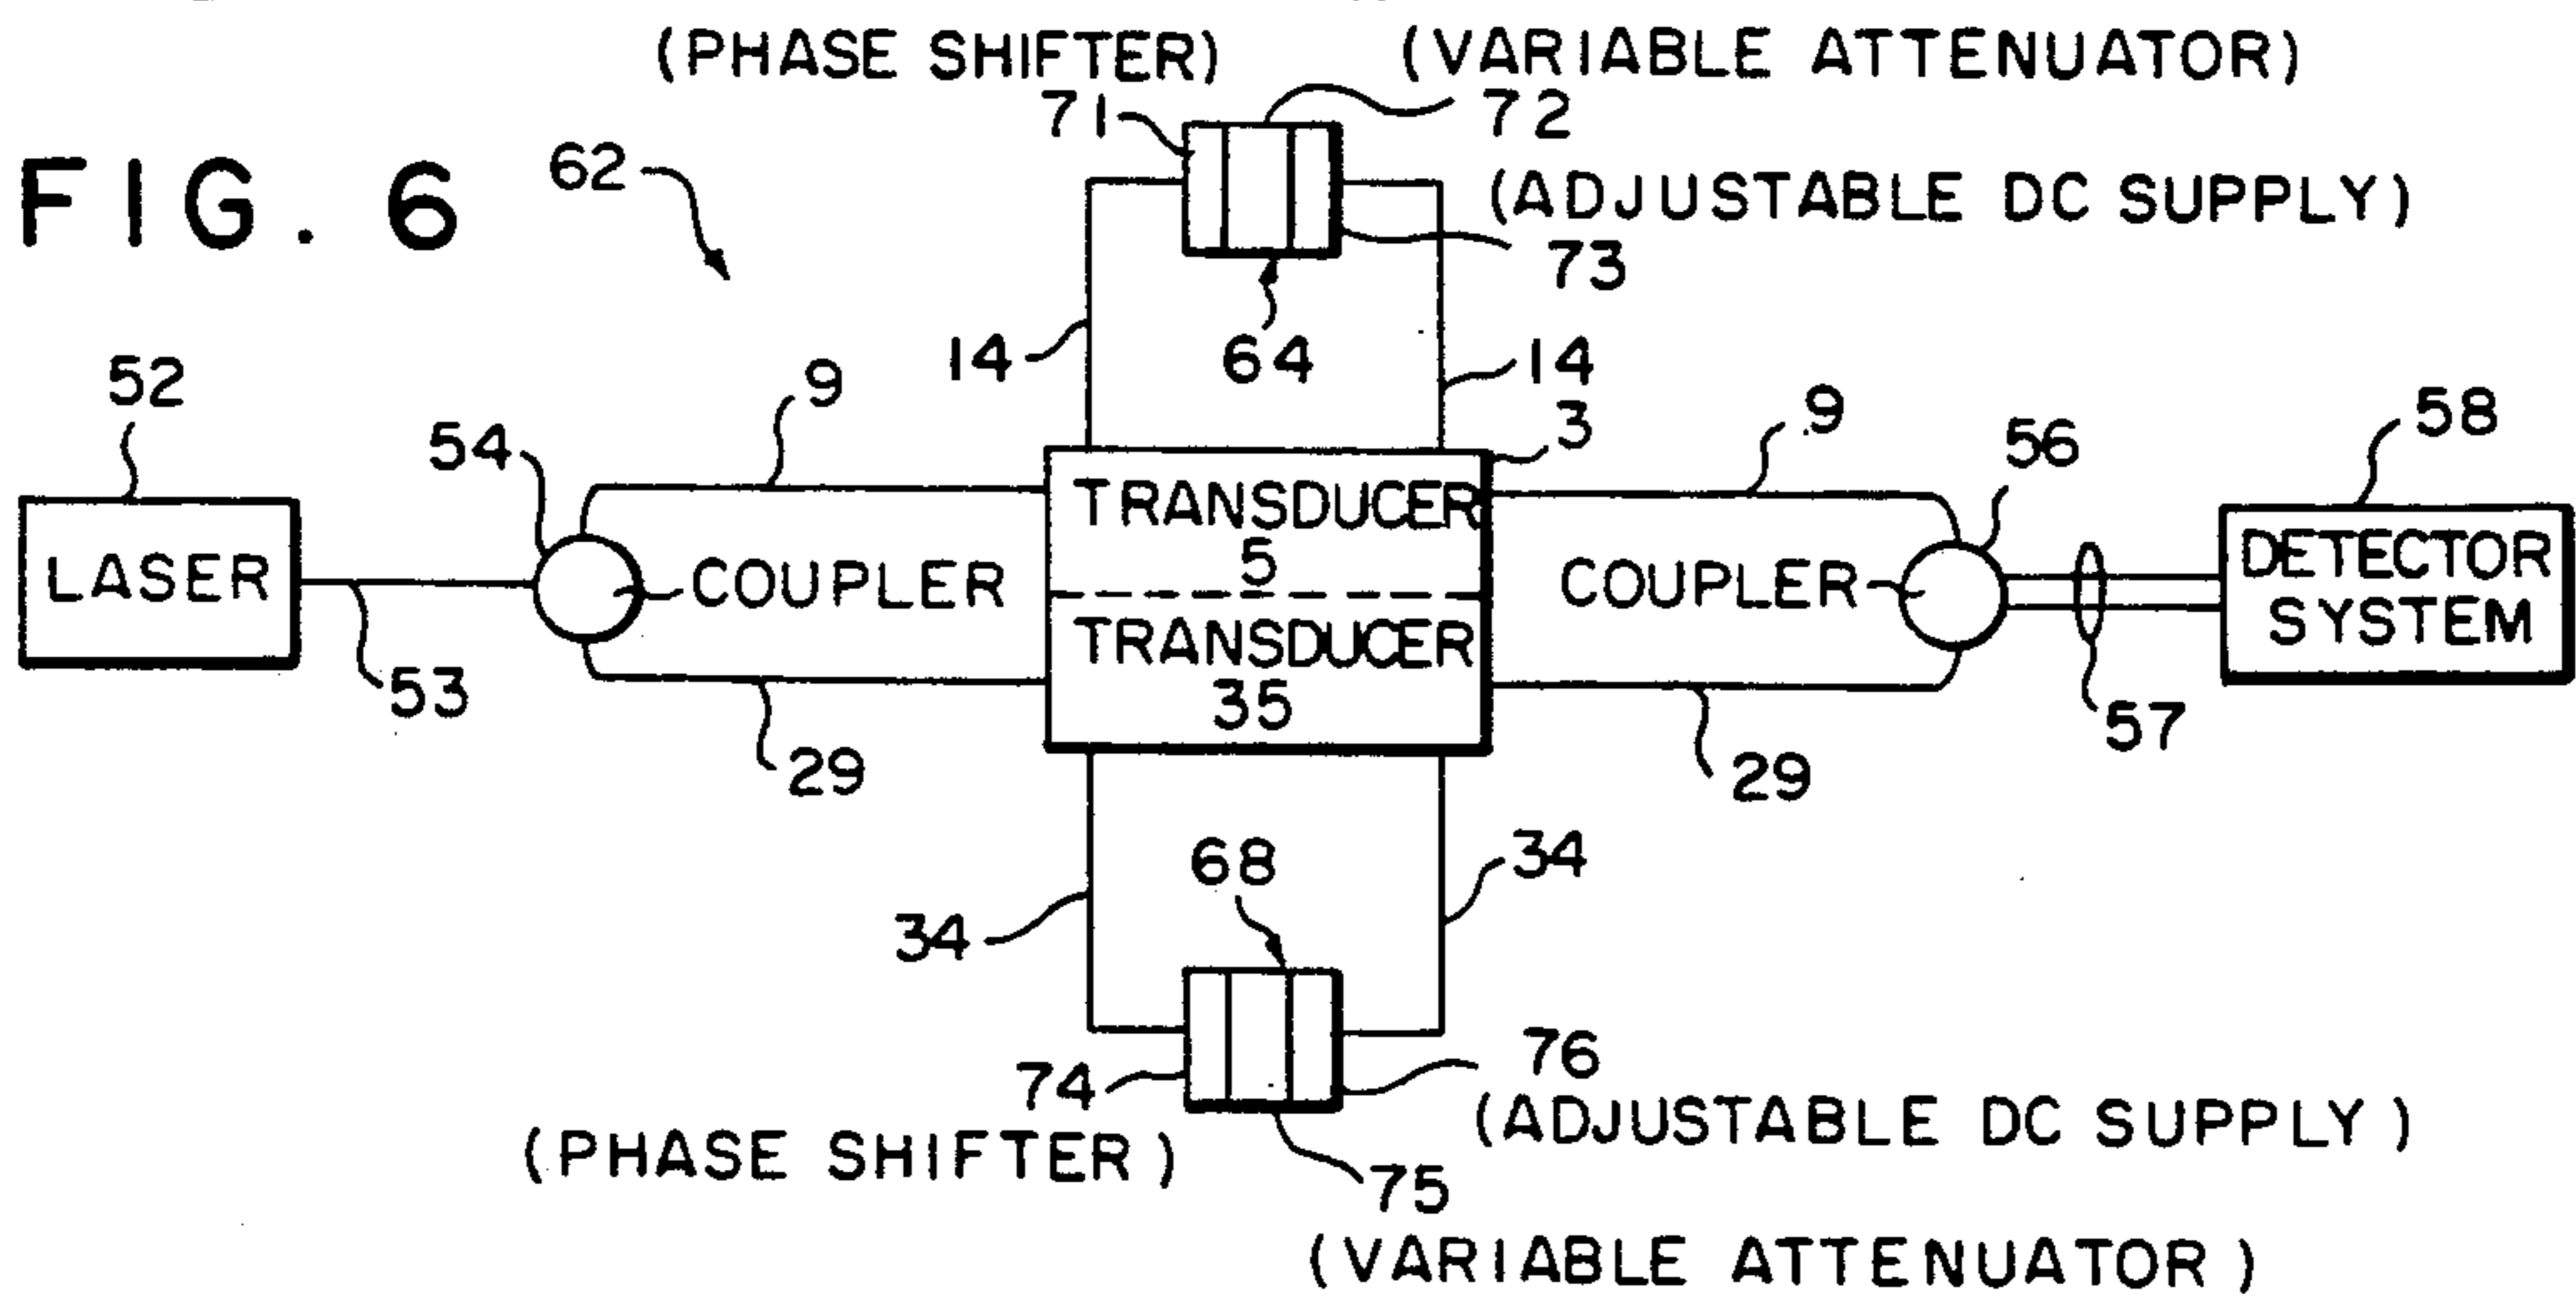 FIG. 6
(PHASE SHIFTER)
(VARIABLE ATTENUATOR)
71
72
62
(ADJUSTABLE DC SUPPLY)
73
14
64
14
52
54
9
3
9
56
58
LASER
COUPLER
TRANSDUCER
5
TRANSDUCER
35
COUPLER
DETECTOR
SYSTEM
53
29
29
57
34
68
34
74
76
(PHASE SHIFTER)
(ADJUSTABLE DC SUPPLY)
75
(VARIABLE ATTENUATOR)